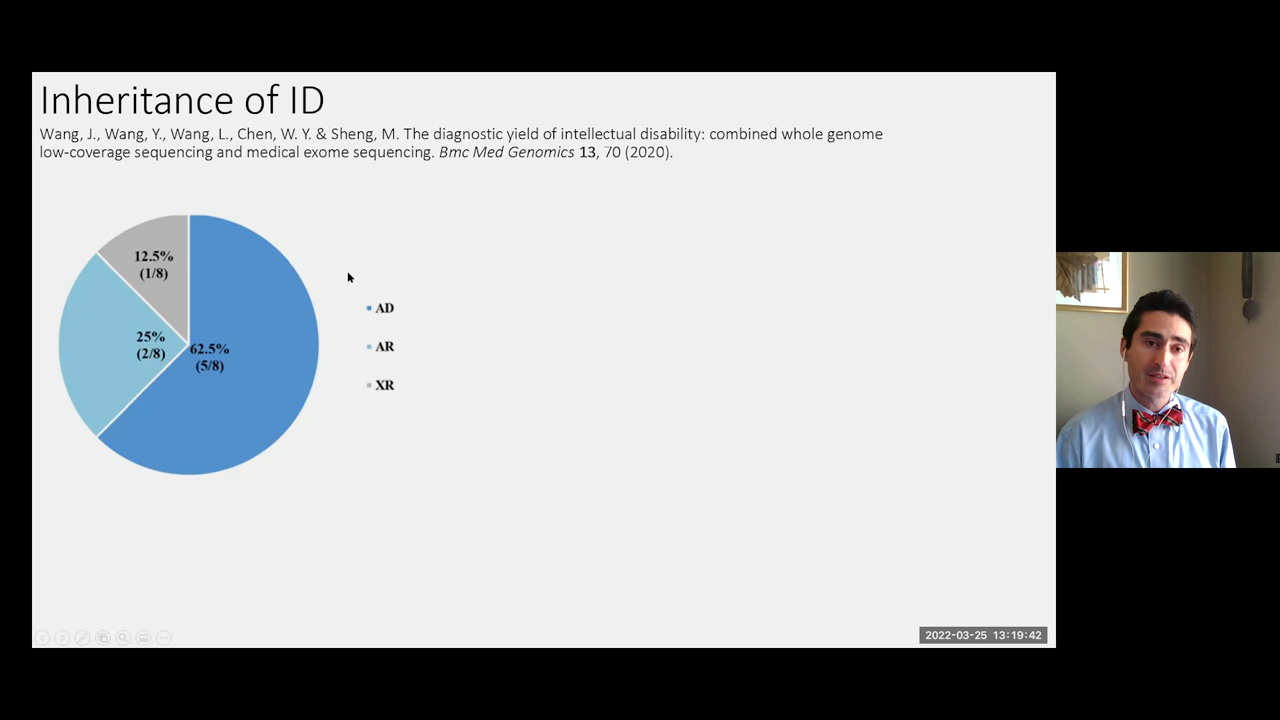 Inheritance of ID
Wang, J., Wang, Y., Wang, L., Chen, W. Y. & Sheng, M. The diagnostic yield of intellectual disability: combined whole genome
low-coverage sequencing and medical exome sequencing. Bmc Med Genomics 13, 70 (2020).
12.5%
(1/8)
25%
(2/8)
62.5%
(5/8)
AD
AR
XR
2022-03-25 13:19:42